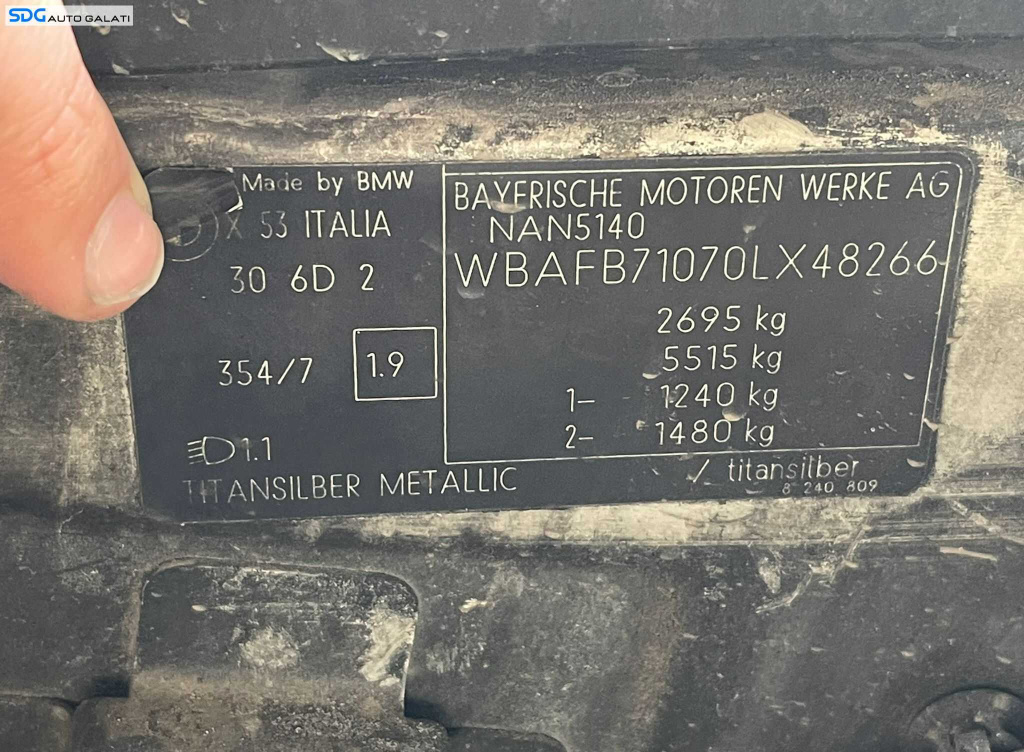 SDG AUTO GALATI
Made by BMW
X 53 ITALIA
30 6D 2
354/7
1.9
1.1
TITANSILBER METALLIC
BAYERISCHE MOTOREN WERKE AG
NAN5140
WBAFB71070LX48266
2695 kg
5515 kg
1– 1240 kg
2– 1480 kg
titansilber
8 240 809